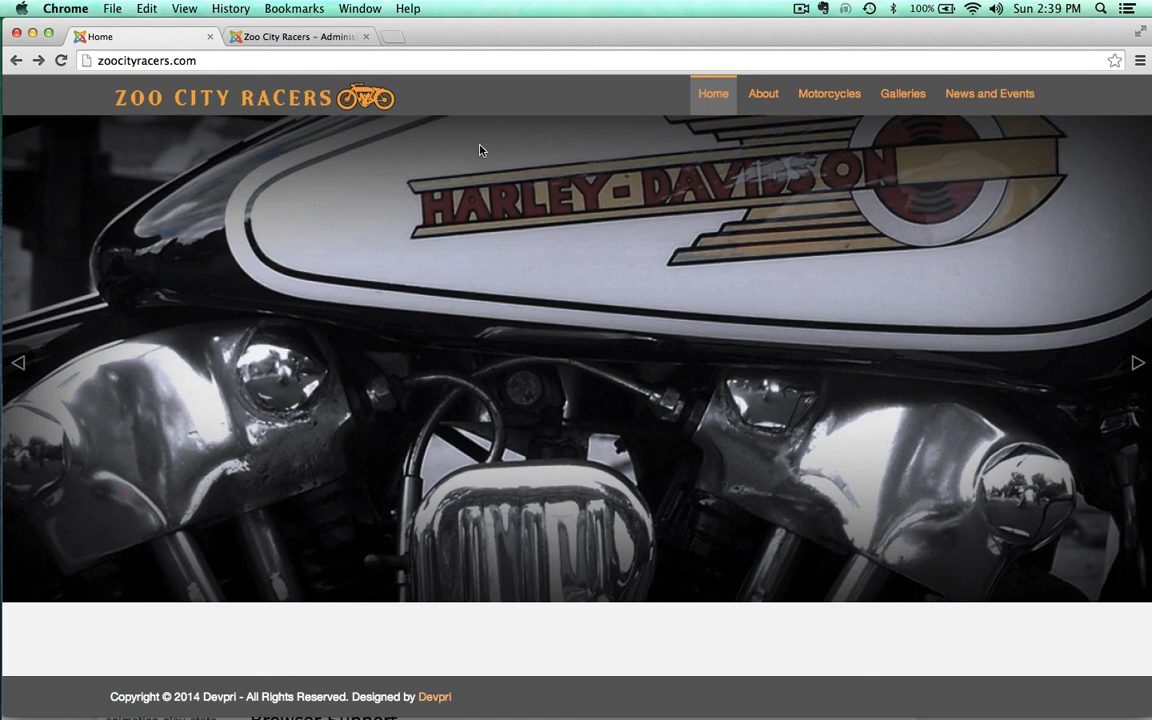 Chrome File Edit View History Bookmarks Window Help 100% Sun 2:39 PM
Home Zoo City Racers - Administ
zoocityracers.com
ZOO CITY RACERS Home About Motorcycles Galleries News and Events
HARLEY-DAVIDSON
Copyright © 2014 Devpri - All Rights Reserved. Designed by Devpri